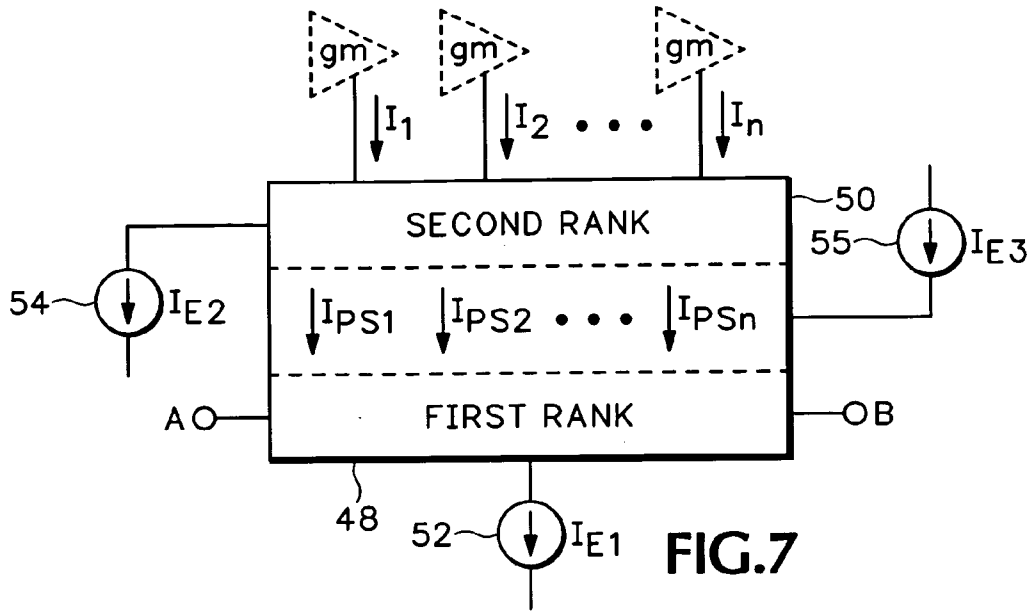 gm gm gm
I1 I2 • • • In
50
SECOND RANK
55 IE3
54 IE2
IPS1 IPS2 • • • IPSn
A FIRST RANK B
48 52 IE1
FIG.7